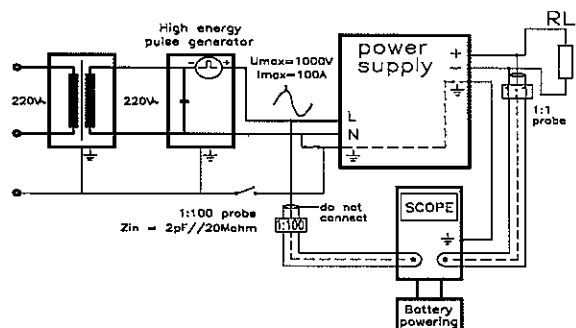 High energy
pulse generator
- +
Umax=1000V
Imax=100A
power
supply
+
-
RL
220V~
220V~
L
N
1:1
probe
1:100 probe
Zin = 2pF//20Mohm
do not
connect
1:100
SCOPE
Battery
powering